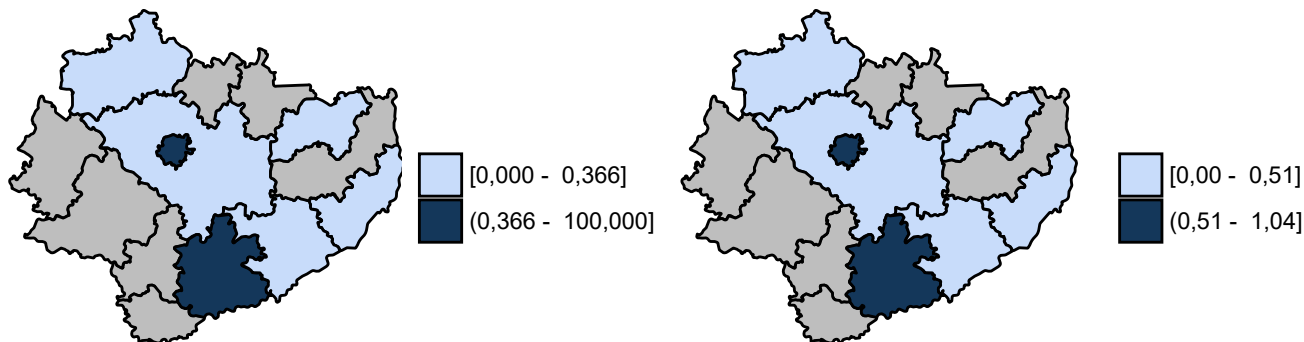 [0,000 - 0,366]
(0,366 - 100,000]
[0,00 - 0,51]
(0,51 - 1,04]